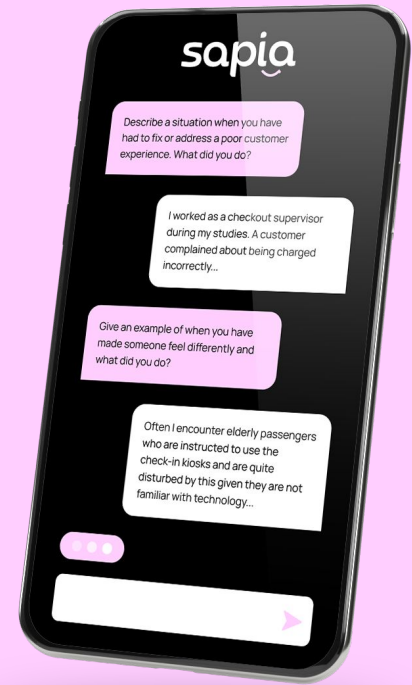 sapia
Describe a situation when you have
had to fix or address a poor customer
experience. What did you do?
I worked as a checkout supervisor
during my studies. A customer
complained about being charged
incorrectly...
Give an example of when you have
made someone feel differently and
what did you do?
Often I encounter elderly passengers
who are instructed to use the
check-in kiosks and are quite
disturbed by this given they are not
familiar with technology...